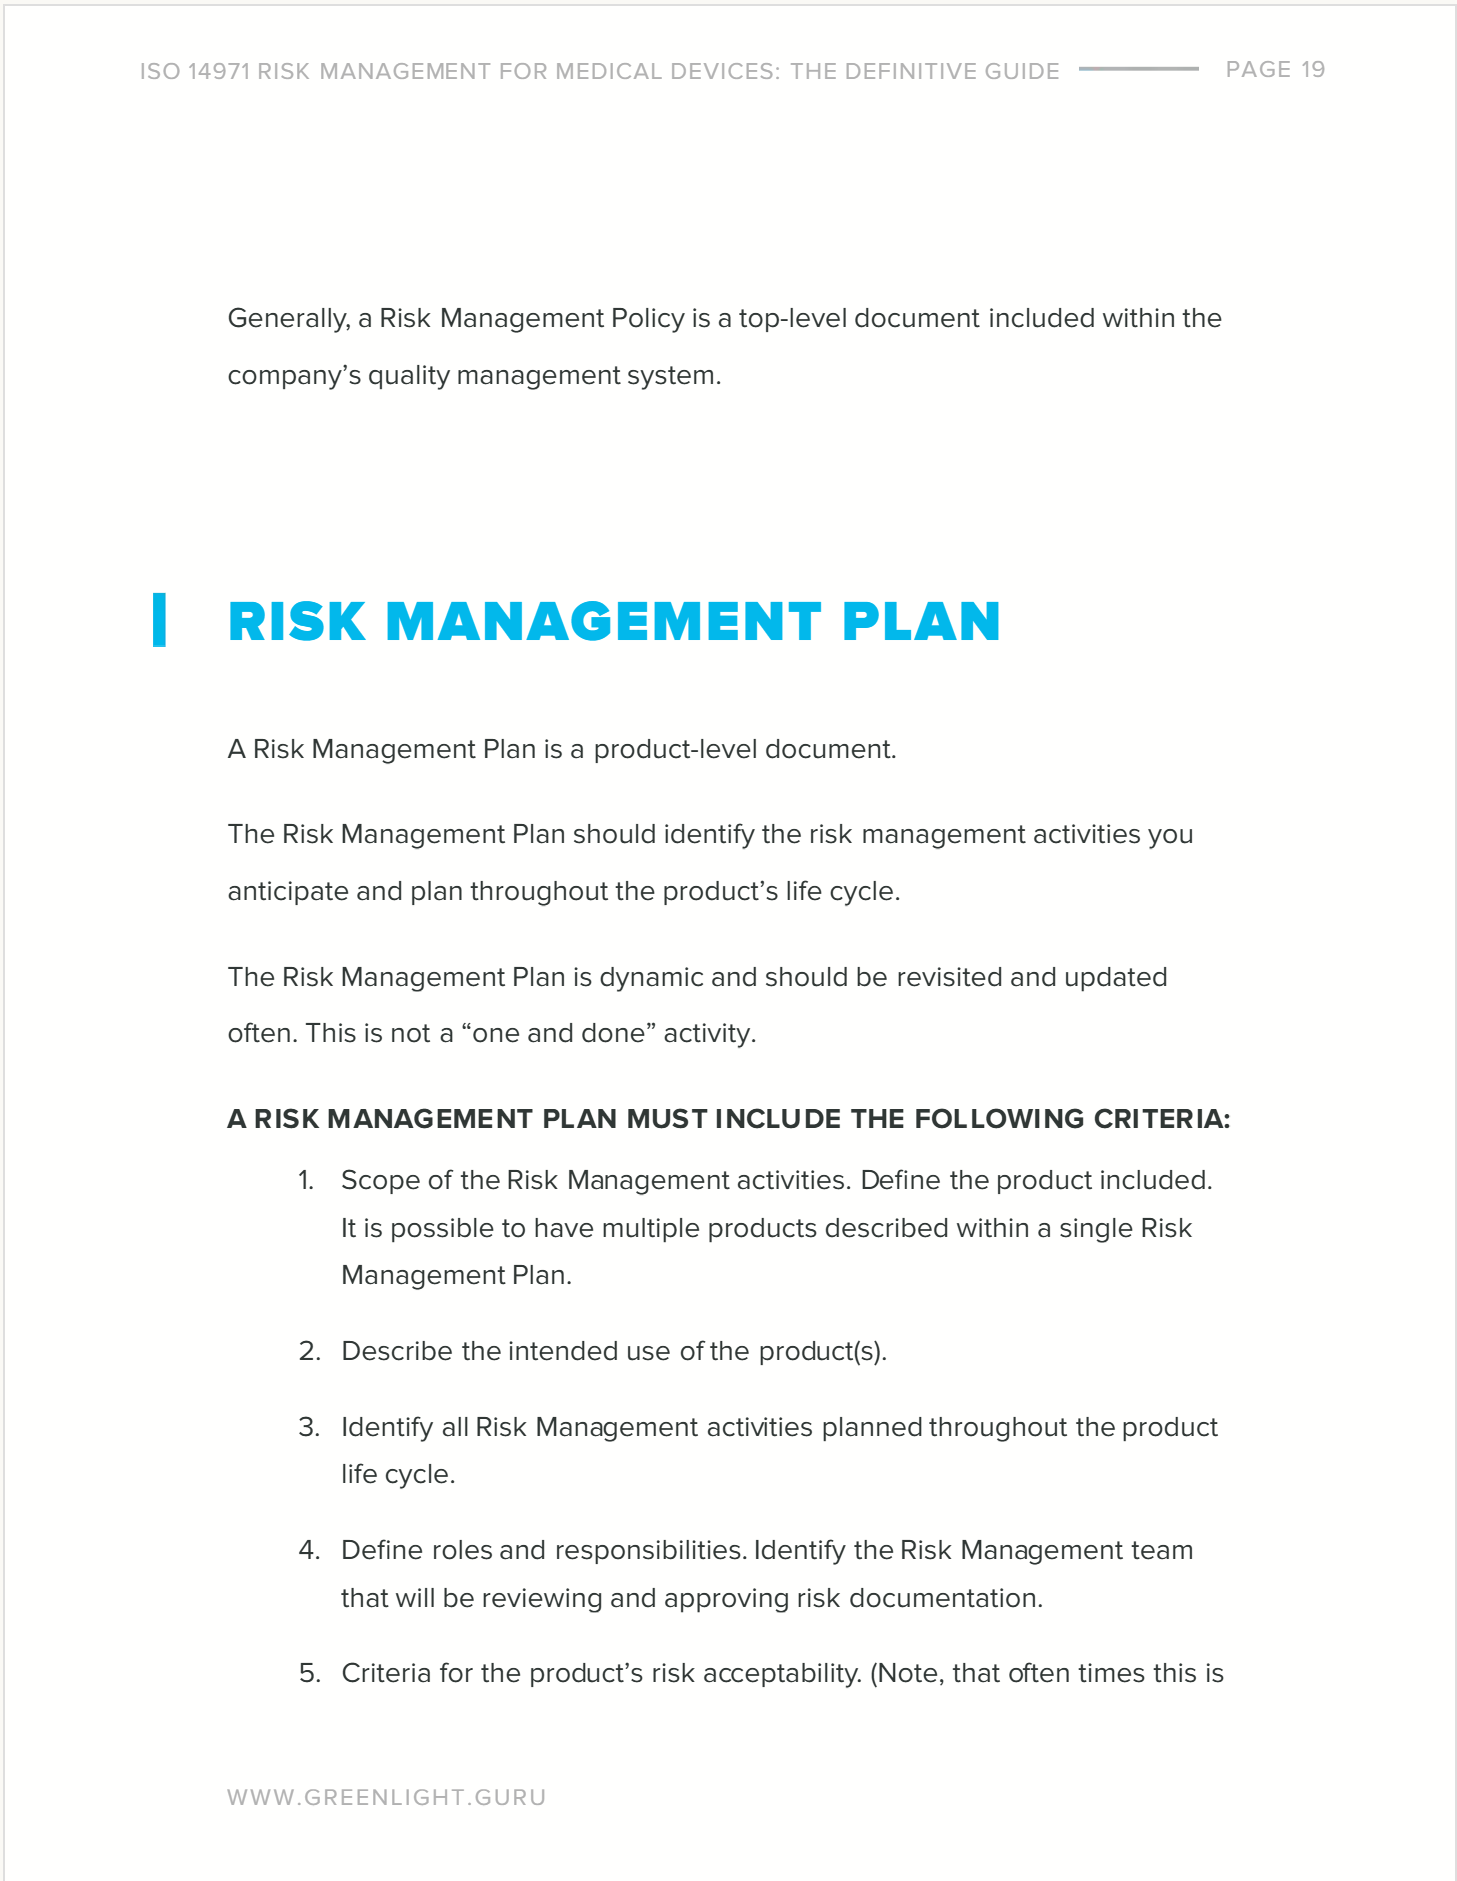 ISO 14971 RISK MANAGEMENT FOR MEDICAL DEVICES: THE DEFINITIVE GUIDE PAGE 19
Generally, a Risk Management Policy is a top-level document included within the
company’s quality management system.
RISK MANAGEMENT PLAN
A Risk Management Plan is a product-level document.
The Risk Management Plan should identify the risk management activities you
anticipate and plan throughout the product’s life cycle.
The Risk Management Plan is dynamic and should be revisited and updated
often. This is not a “one and done” activity.
A RISK MANAGEMENT PLAN MUST INCLUDE THE FOLLOWING CRITERIA:
1. Scope of the Risk Management activities. Define the product included.
It is possible to have multiple products described within a single Risk
Management Plan.
2. Describe the intended use of the product(s).
3. Identify all Risk Management activities planned throughout the product
life cycle.
4. Define roles and responsibilities. Identify the Risk Management team
that will be reviewing and approving risk documentation.
5. Criteria for the product’s risk acceptability. (Note, that often times this is
WWW.GREENLIGHT.GURU